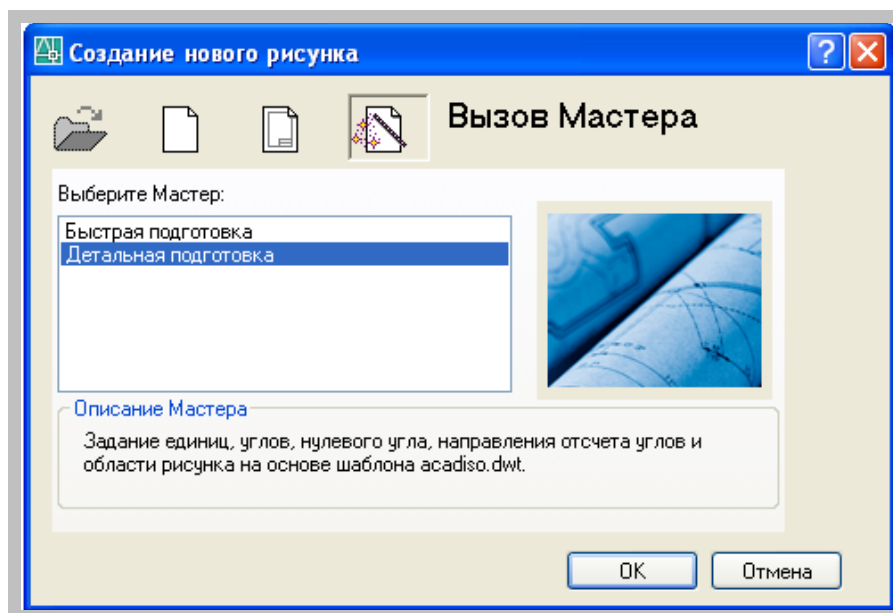 Создание нового рисунка
Вызов Мастера
Выберите Мастер:
Быстрая подготовка
Детальная подготовка
Описание Мастера
Задание единиц, углов, нулевого угла, направления отсчета углов и
области рисунка на основе шаблона acadiso.dwt.
OK
Отмена